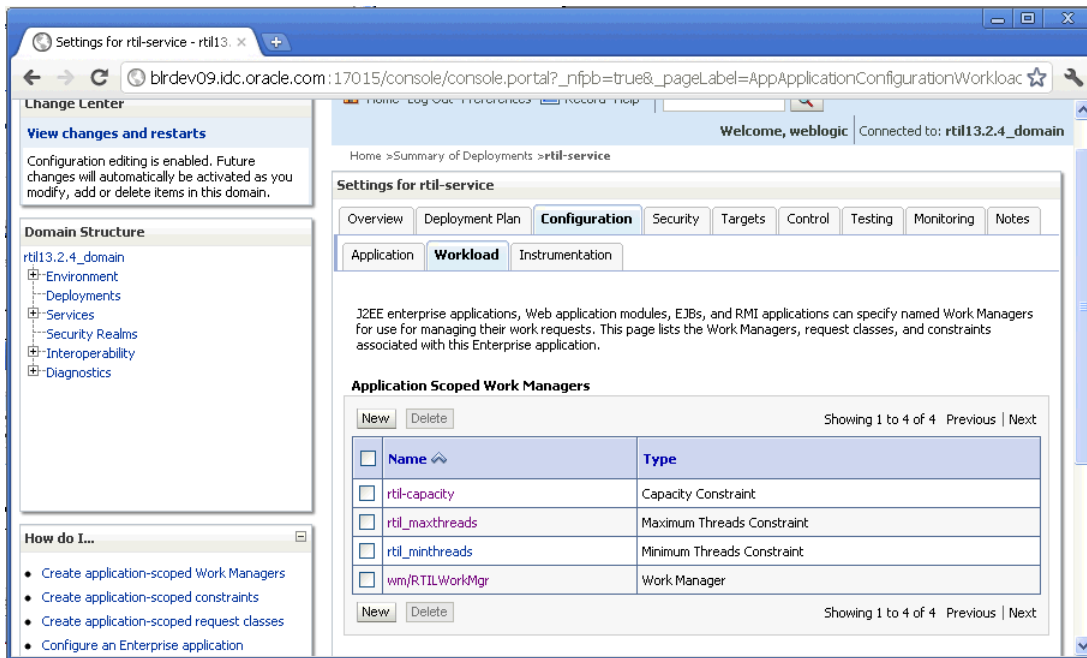 Settings for rtil-service - rtil13.
blrdev09.idc.oracle.com:17015/console/console.portal?_nfpb=true&_pageLabel=AppApplicationConfigurationWorkload
Change Center
View changes and restarts
Configuration editing is enabled. Future
changes will automatically be activated as you
modify, add or delete items in this domain.
Domain Structure
rtil13.2.4_domain
Environment
Deployments
Services
Security Realms
Interoperability
Diagnostics
How do I...
Create application-scoped Work Managers
Create application-scoped constraints
Create application-scoped request classes
Configure an Enterprise application
Home Log Out Preferences Record Help
Welcome, weblogic Connected to: rtil13.2.4_domain
Home >Summary of Deployments >rtil-service
Settings for rtil-service
Overview Deployment Plan Configuration Security Targets Control Testing Monitoring Notes
Application Workload Instrumentation
J2EE enterprise applications, Web application modules, EJBs, and RMI applications can specify named Work Managers
for use for managing their work requests. This page lists the Work Managers, request classes, and constraints
associated with this Enterprise application.
Application Scoped Work Managers
New Delete Showing 1 to 4 of 4 Previous | Next
Name Type
rtil-capacity Capacity Constraint
rtil_maxthreads Maximum Threads Constraint
rtil_minthreads Minimum Threads Constraint
wm/RTILWorkMgr Work Manager
New Delete Showing 1 to 4 of 4 Previous | Next